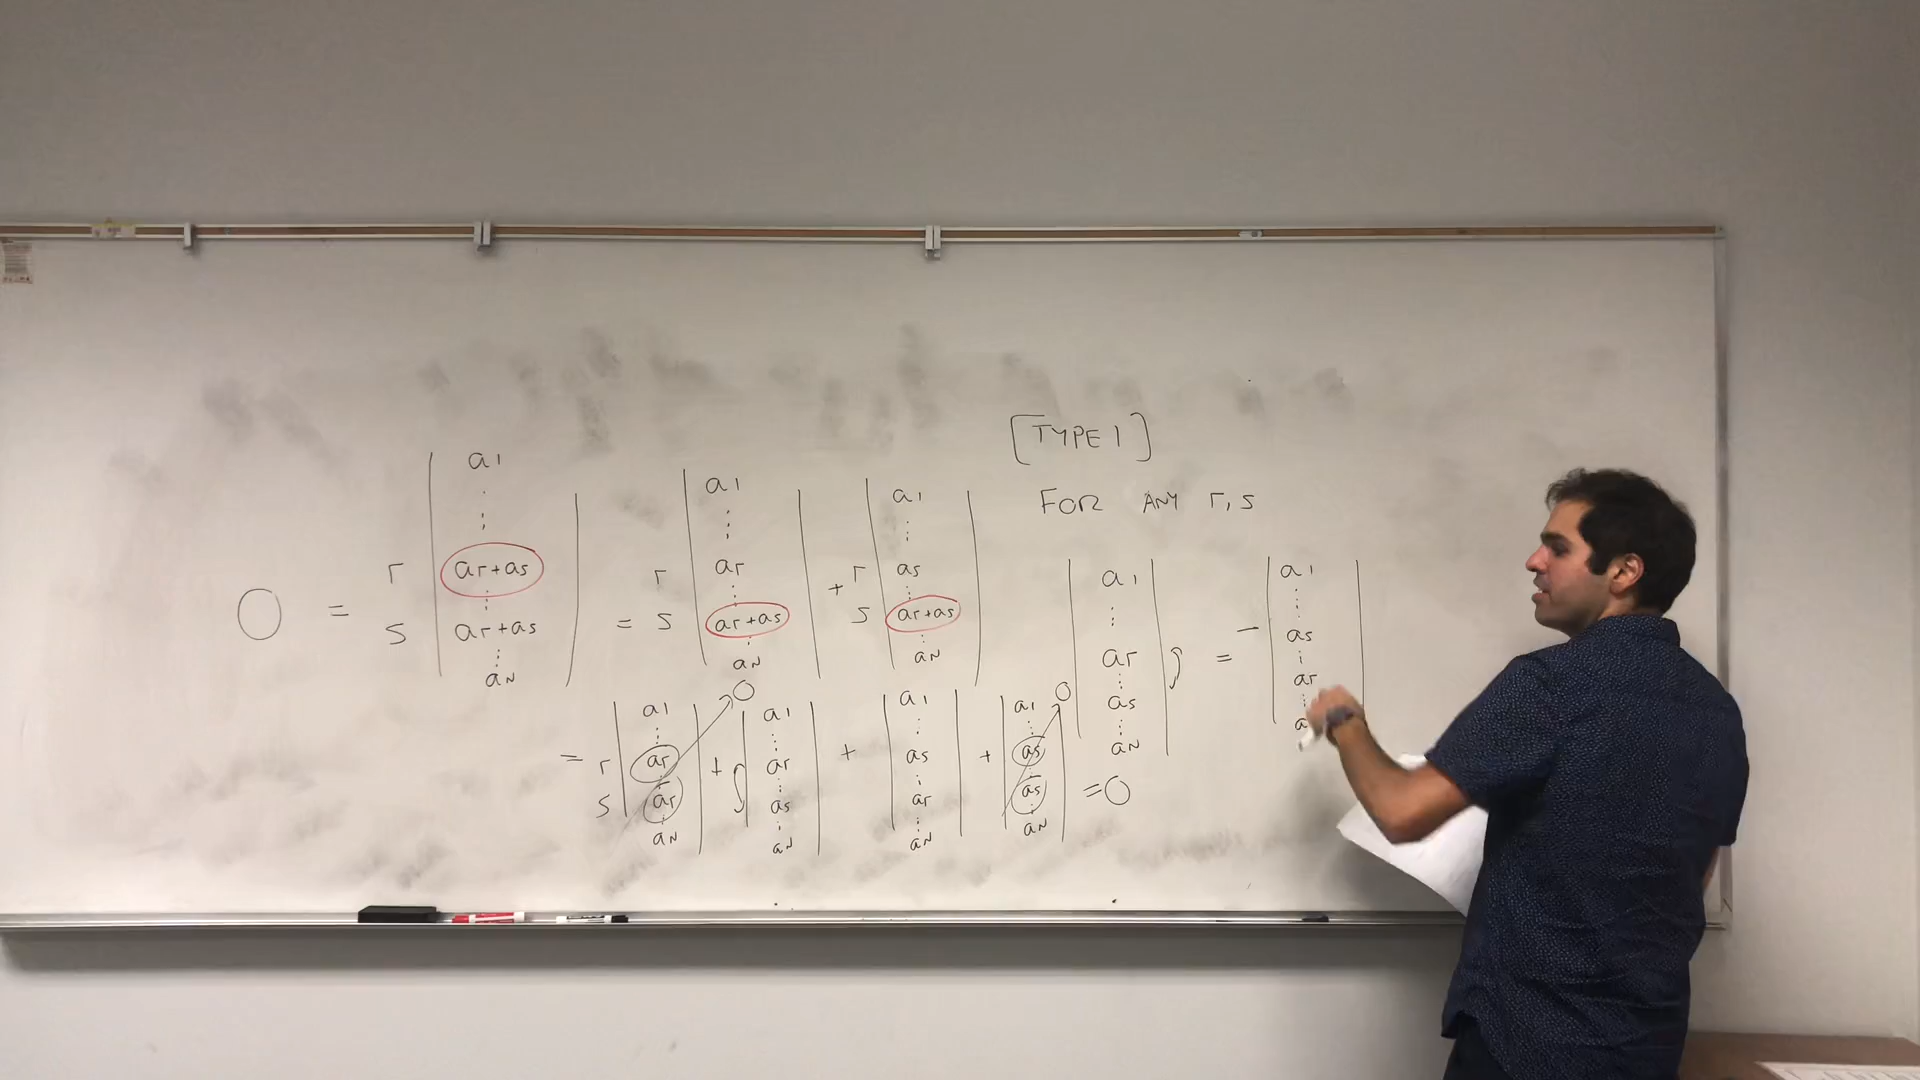 [TYPE 1]
FOR ANY r, s
0 = r s | a1 ⋮ ar+as ⋮ ar+as ⋮ aN | = r s | a1 ⋮ ar ⋮ ar+as ⋮ aN | + r s | a1 ⋮ as ⋮ ar+as ⋮ aN |
= r s | a1 ⋮ ar ⋮ ar ⋮ aN | → 0 + | a1 ⋮ ar ⋮ as ⋮ aN | + | a1 ⋮ as ⋮ ar ⋮ aN | + | a1 ⋮ as ⋮ as ⋮ aN | → 0 = 0
| a1 ⋮ ar ⋮ as ⋮ aN | = - | a1 ⋮ as ⋮ ar ⋮ a